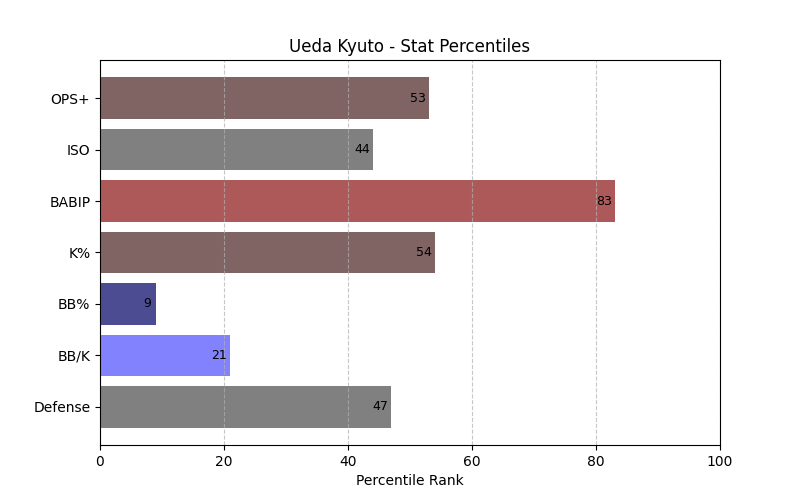 Ueda Kyuto - Stat Percentiles
OPS+ 53
ISO 44
BABIP 83
K% 54
BB% 9
BB/K 21
Defense 47
0 20 40 60 80 100
Percentile Rank